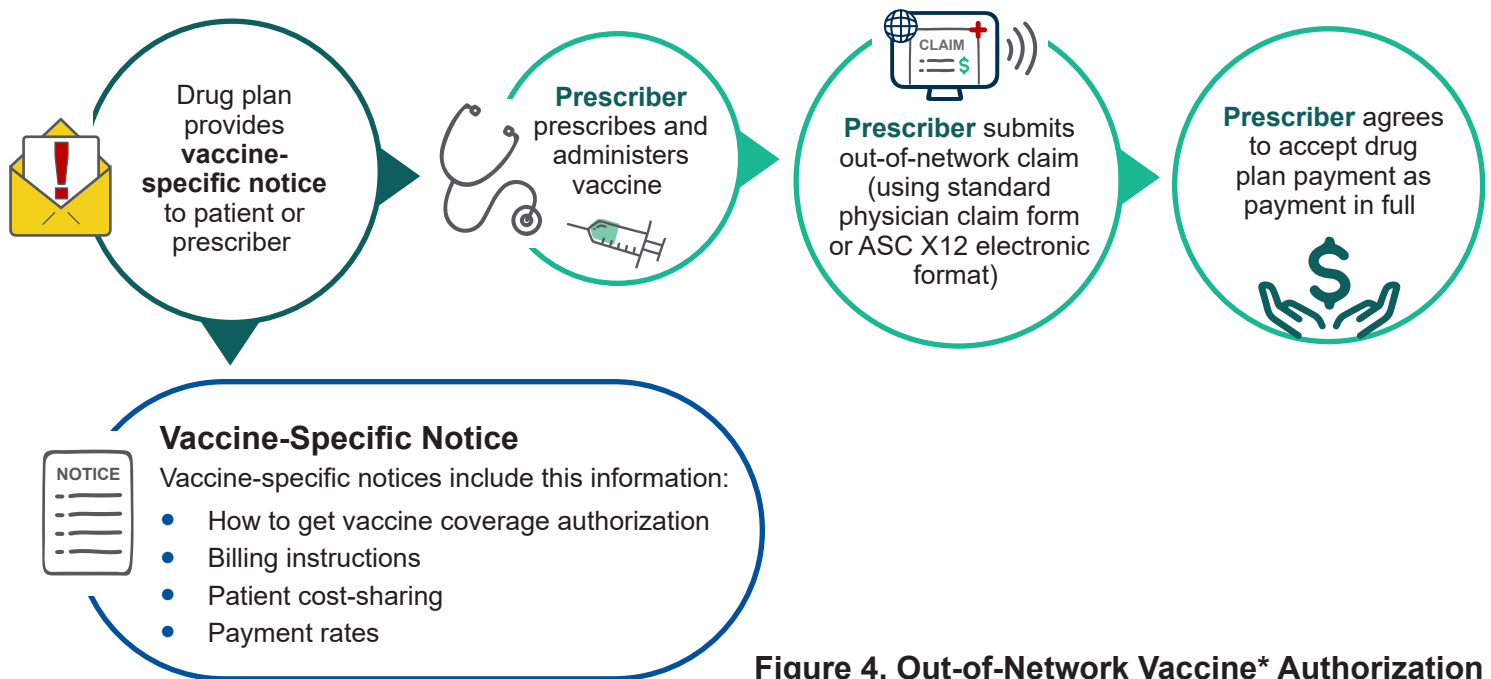 Drug plan
provides
vaccine-
specific notice
to patient or
prescriber
Prescriber
prescribes and
administers
vaccine
CLAIM
$
Prescriber submits
out-of-network claim
(using standard
physician claim form
or ASC X12 electronic
format)
Prescriber agrees
to accept drug
plan payment as
payment in full
$
NOTICE
Vaccine-Specific Notice
Vaccine-specific notices include this information:
• How to get vaccine coverage authorization
• Billing instructions
• Patient cost-sharing
• Payment rates
Figure 4. Out-of-Network Vaccine* Authorization